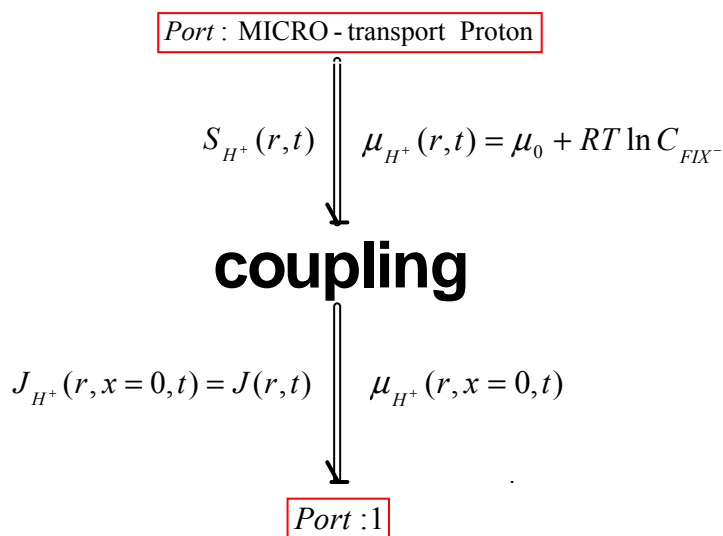 Port : MICRO - transport Proton
S_{H^+}(r,t) μ_{H^+}(r,t) = μ_0 + RT ln C_{FIX^-}
coupling
J_{H^+}(r, x = 0, t) = J(r,t) μ_{H^+}(r, x = 0, t)
Port :1